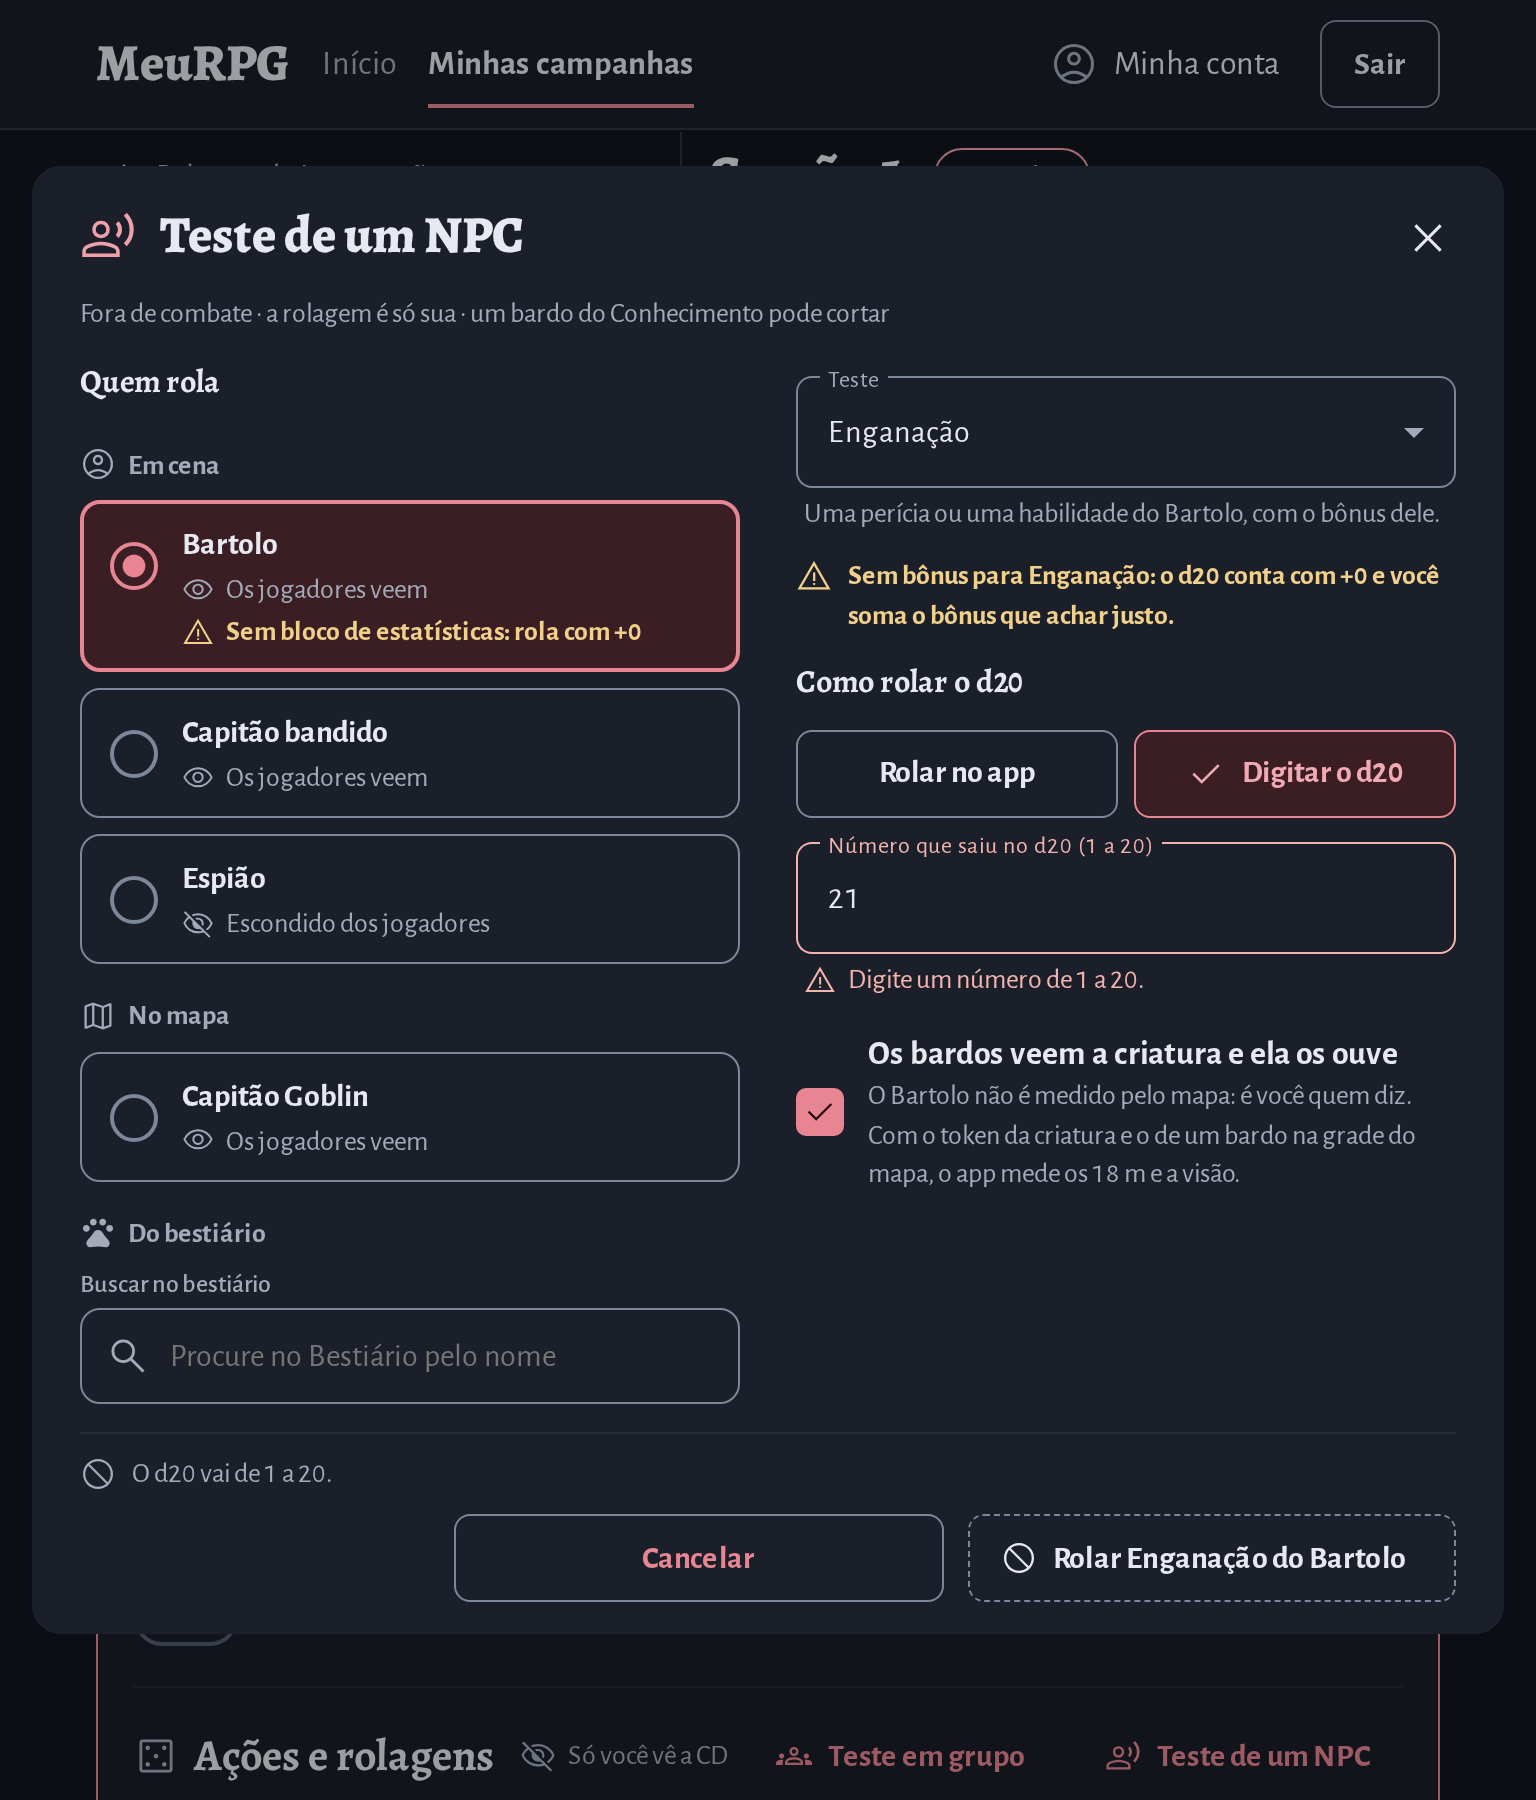 MeuRPG
Início
Minhas campanhas
Minha conta
Sair
Teste de um NPC
Fora de combate · a rolagem é só sua · um bardo do Conhecimento pode cortar
Quem rola
Em cena
Bartolo
Os jogadores veem
Sem bloco de estatísticas: rola com +0
Capitão bandido
Os jogadores veem
Espião
Escondido dos jogadores
No mapa
Capitão Goblin
Os jogadores veem
Do bestiário
Buscar no bestiário
Procure no Bestiário pelo nome
Teste
Enganação
Uma perícia ou uma habilidade do Bartolo, com o bônus dele.
Sem bônus para Enganação: o d20 conta com +0 e você
soma o bônus que achar justo.
Como rolar o d20
Rolar no app
Digitar o d20
Número que saiu no d20 (1 a 20)
21
Digite um número de 1 a 20.
Os bardos veem a criatura e ela os ouve
O Bartolo não é medido pelo mapa: é você quem diz.
Com o token da criatura e o de um bardo na grade do
mapa, o app mede os 18 m e a visão.
O d20 vai de 1 a 20.
Cancelar
Rolar Enganação do Bartolo
Ações e rolagens
Só você vê a CD
Teste em grupo
Teste de um NPC